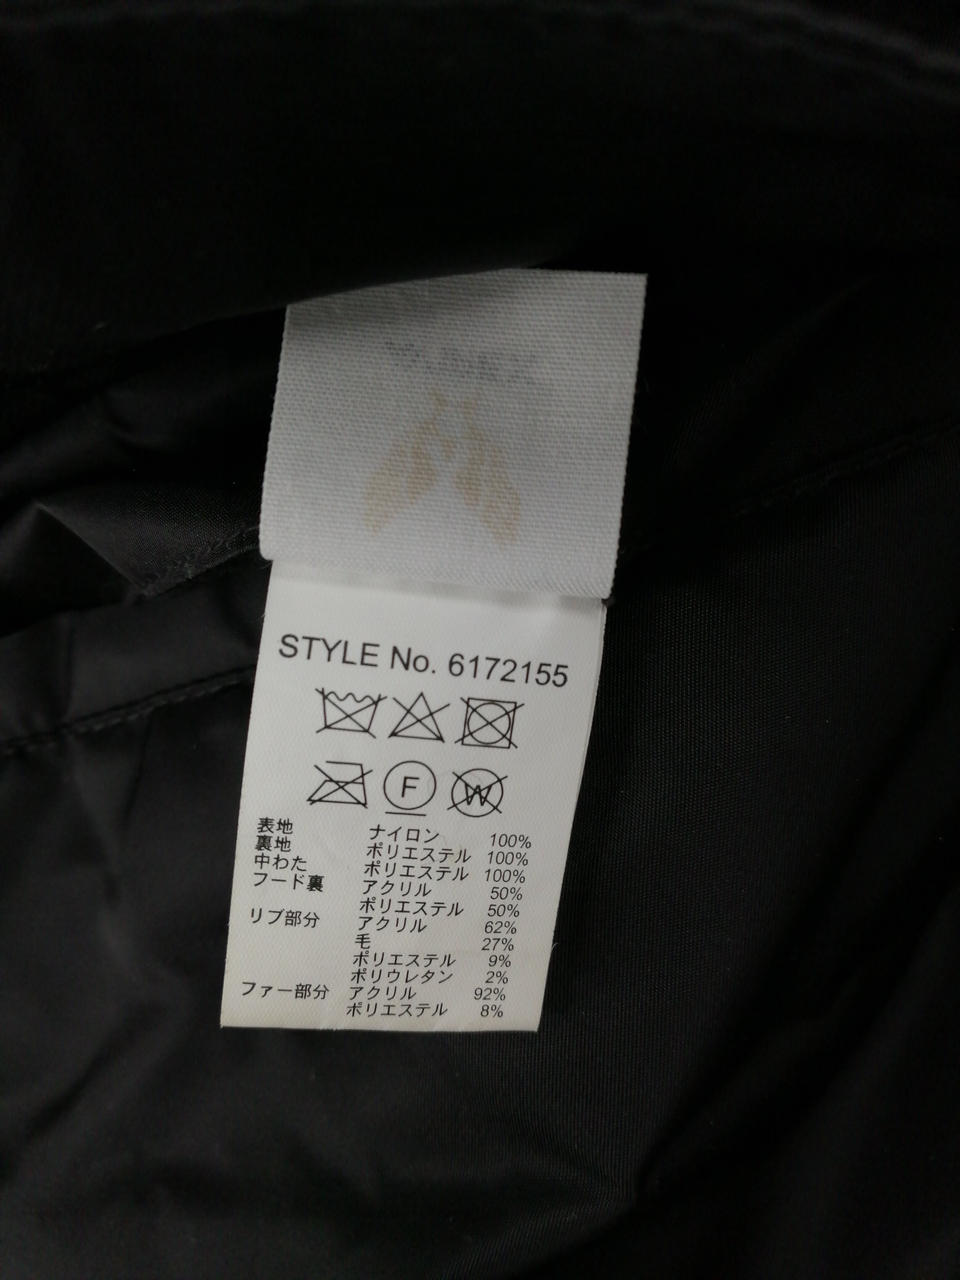 STYLE No. 6172155
F
W
表地 ナイロン 100%
裏地 ポリエステル 100%
中わた ポリエステル 100%
フード裏 アクリル 50%
ポリエステル 50%
リブ部分 アクリル 62%
毛 27%
ポリエステル 9%
ポリウレタン 2%
ファー部分 アクリル 92%
ポリエステル 8%